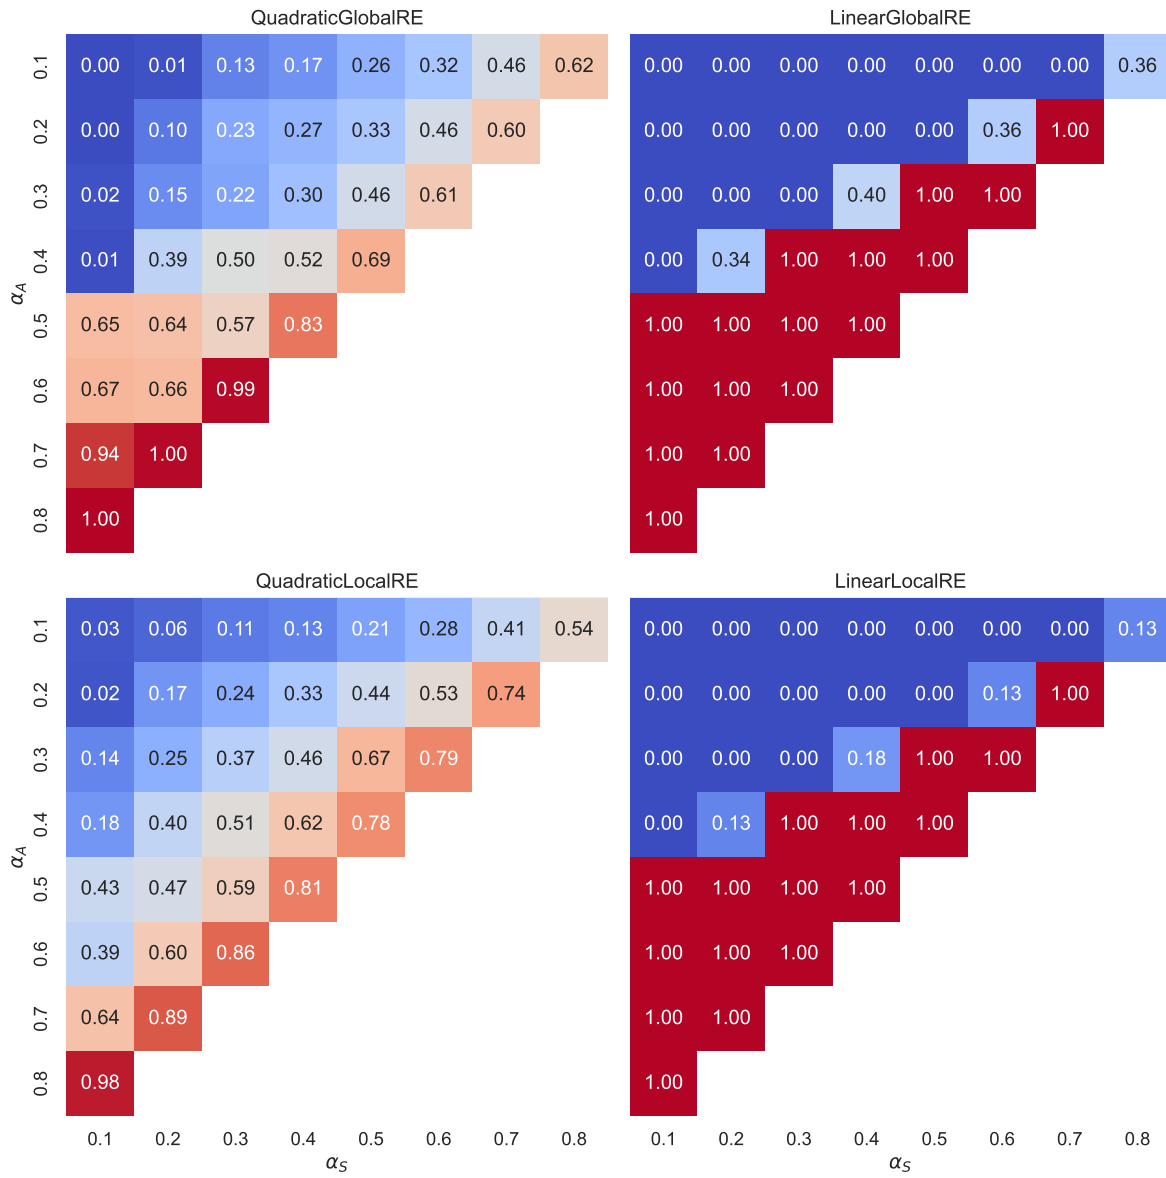 QuadraticGlobalRE
LinearGlobalRE
0.1 0.00 0.01 0.13 0.17 0.26 0.32 0.46 0.62
0.00 0.00 0.00 0.00 0.00 0.00 0.00 0.36
0.2 0.00 0.10 0.23 0.27 0.33 0.46 0.60
0.00 0.00 0.00 0.00 0.00 0.36 1.00
0.3 0.02 0.15 0.22 0.30 0.46 0.61
0.00 0.00 0.00 0.40 1.00 1.00
0.4 0.01 0.39 0.50 0.52 0.69
0.00 0.34 1.00 1.00 1.00
α_A
0.5 0.65 0.64 0.57 0.83
1.00 1.00 1.00 1.00
0.6 0.67 0.66 0.99
1.00 1.00 1.00
0.7 0.94 1.00
1.00 1.00
0.8 1.00
1.00
QuadraticLocalRE
LinearLocalRE
0.1 0.03 0.06 0.11 0.13 0.21 0.28 0.41 0.54
0.00 0.00 0.00 0.00 0.00 0.00 0.00 0.13
0.2 0.02 0.17 0.24 0.33 0.44 0.53 0.74
0.00 0.00 0.00 0.00 0.00 0.13 1.00
0.3 0.14 0.25 0.37 0.46 0.67 0.79
0.00 0.00 0.00 0.18 1.00 1.00
0.4 0.18 0.40 0.51 0.62 0.78
0.00 0.13 1.00 1.00 1.00
α_A
0.5 0.43 0.47 0.59 0.81
1.00 1.00 1.00 1.00
0.6 0.39 0.60 0.86
1.00 1.00 1.00
0.7 0.64 0.89
1.00 1.00
0.8 0.98
1.00
0.1 0.2 0.3 0.4 0.5 0.6 0.7 0.8
0.1 0.2 0.3 0.4 0.5 0.6 0.7 0.8
α_S
α_S